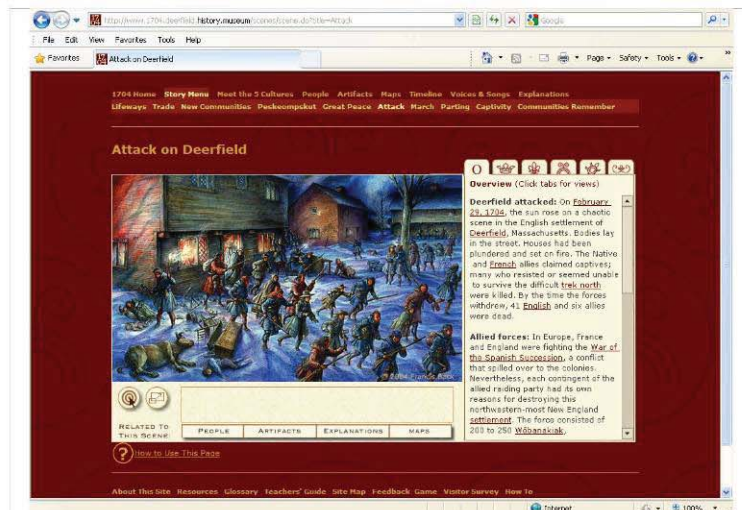 http://www.1704.deerfield.history.museum/scenes/scene.do?title=Attack
Google
File Edit View Favorites Tools Help
Favorites Attack on Deerfield Page Safety Tools
1704 Home Story Menu Meet the 5 Cultures People Artifacts Maps Timeline Voices & Songs Explanations
Lifeways Trade New Communities Peskeompskut Great Peace Attack March Parting Captivity Communities Remember
Attack on Deerfield
O
Overview (Click tabs for views)
Deerfield attacked: On February
29, 1704, the sun rose on a chaotic
scene in the English settlement of
Deerfield, Massachusetts. Bodies lay
in the street. Houses had been
plundered and set on fire. The Native
and French allies claimed captives;
many who resisted or seemed unable
to survive the difficult trek north
were killed. By the time the forces
withdrew, 41 English and six allies
were dead.
Allied forces: In Europe, France
and England were fighting the War of
the Spanish Succession, a conflict
that spilled over to the colonies.
Nevertheless, each contingent of the
allied raiding party had its own
reasons for destroying this
northwestern-most New England
settlement. The force consisted of
200 to 250 Wôbanakiak,
© 2004 Francis Back
RELATED TO
THIS SCENE:
PEOPLE ARTIFACTS EXPLANATIONS MAPS
? How to Use This Page
About This Site Resources Glossary Teachers' Guide Site Map Feedback Game Visitor Survey How To
Internet 100%